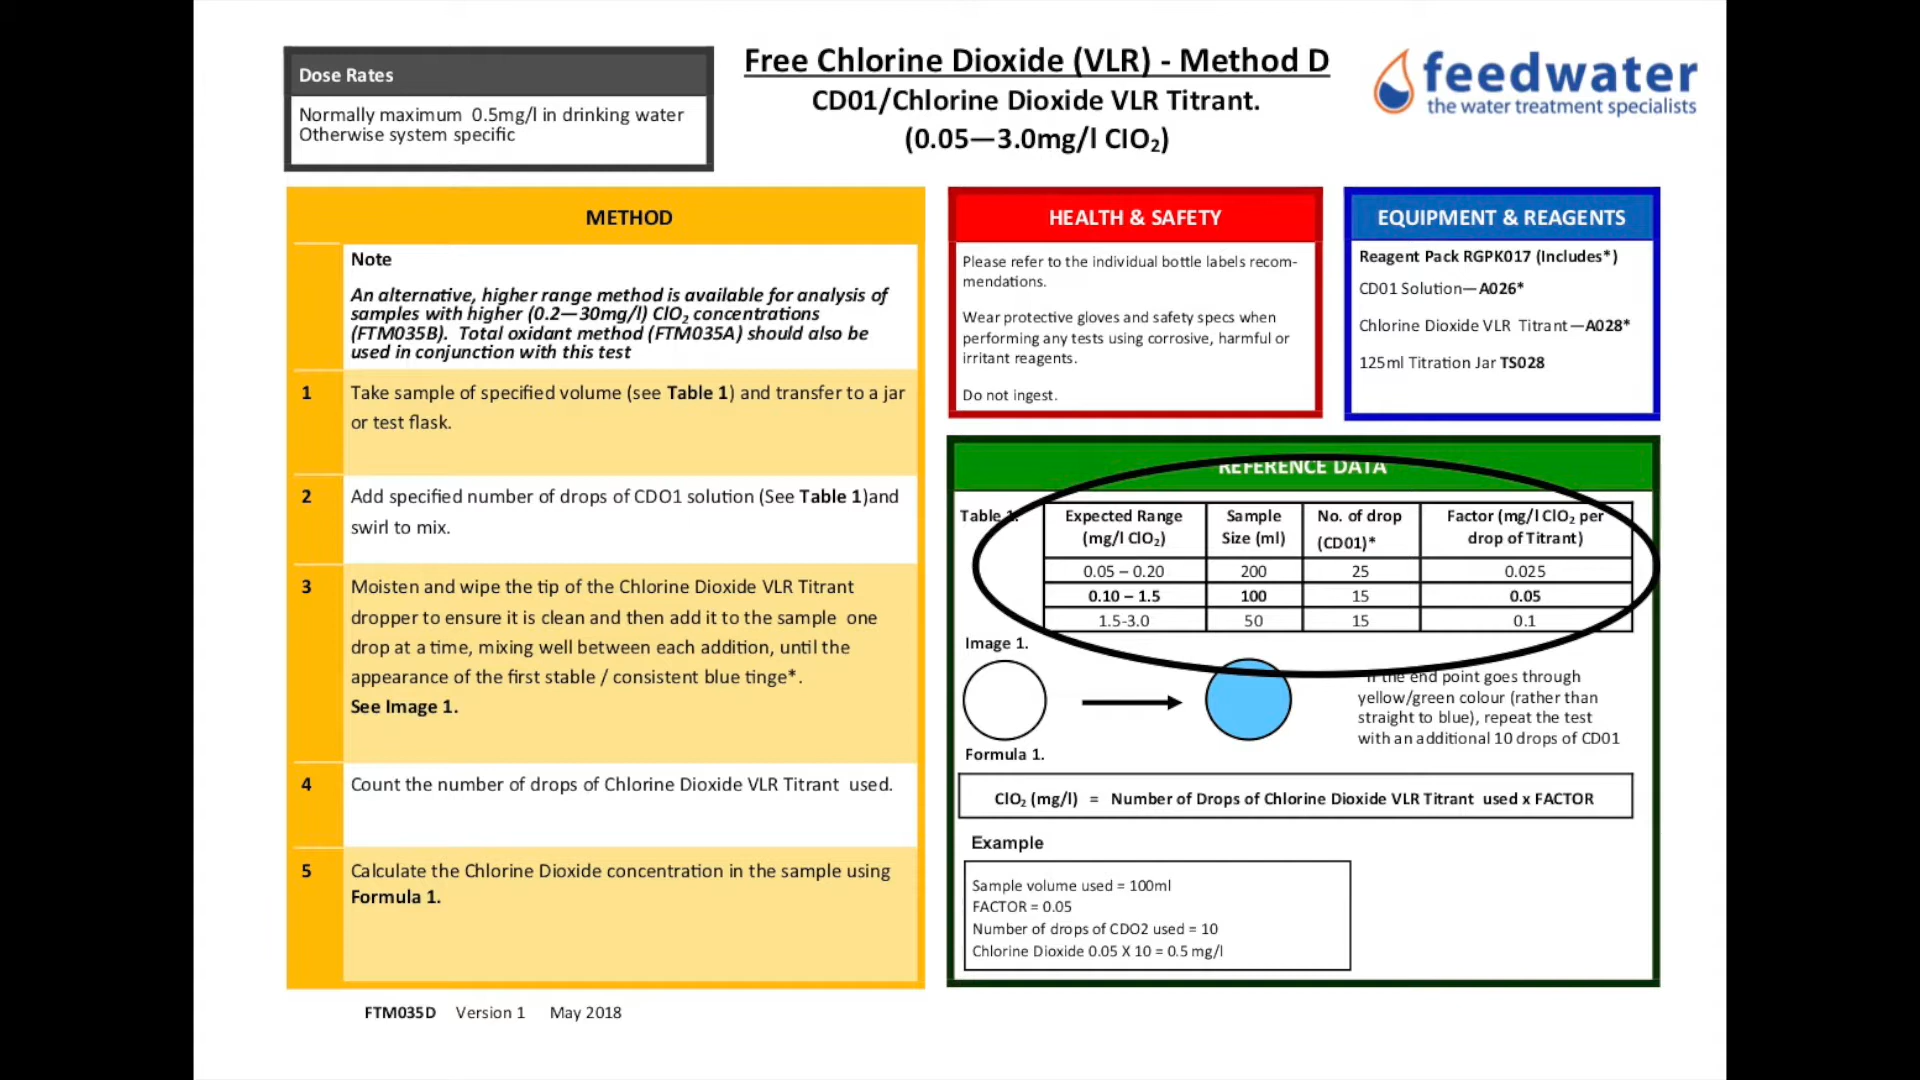 Dose Rates
Normally maximum 0.5mg/l in drinking water
Otherwise system specific
Free Chlorine Dioxide (VLR) - Method D
CD01/Chlorine Dioxide VLR Titrant.
(0.05—3.0mg/l ClO₂)
feedwater
the water treatment specialists
METHOD
Note
An alternative, higher range method is available for analysis of
samples with higher (0.2—30mg/l) ClO₂ concentrations
(FTM035B). Total oxidant method (FTM035A) should also be
used in conjunction with this test
1 Take sample of specified volume (see Table 1) and transfer to a jar
or test flask.
2 Add specified number of drops of CDO1 solution (See Table 1)and
swirl to mix.
3 Moisten and wipe the tip of the Chlorine Dioxide VLR Titrant
dropper to ensure it is clean and then add it to the sample one
drop at a time, mixing well between each addition, until the
appearance of the first stable / consistent blue tinge*.
See Image 1.
4 Count the number of drops of Chlorine Dioxide VLR Titrant used.
5 Calculate the Chlorine Dioxide concentration in the sample using
Formula 1.
HEALTH & SAFETY
Please refer to the individual bottle labels recom-
mendations.
Wear protective gloves and safety specs when
performing any tests using corrosive, harmful or
irritant reagents.
Do not ingest.
EQUIPMENT & REAGENTS
Reagent Pack RGPK017 (Includes*)
CD01 Solution—A026*
Chlorine Dioxide VLR Titrant—A028*
125ml Titration Jar TS028
REFERENCE DATA
Table 1.
Expected Range
(mg/l ClO₂)
Sample
Size (ml)
No. of drop
(CD01)*
Factor (mg/l ClO₂ per
drop of Titrant)
0.05 – 0.20 200 25 0.025
0.10 – 1.5 100 15 0.05
1.5-3.0 50 15 0.1
Image 1.
the end point goes through
yellow/green colour (rather than
straight to blue), repeat the test
with an additional 10 drops of CD01
Formula 1.
ClO₂ (mg/l) = Number of Drops of Chlorine Dioxide VLR Titrant used x FACTOR
Example
Sample volume used = 100ml
FACTOR = 0.05
Number of drops of CDO2 used = 10
Chlorine Dioxide 0.05 X 10 = 0.5 mg/l
FTM035D Version 1 May 2018